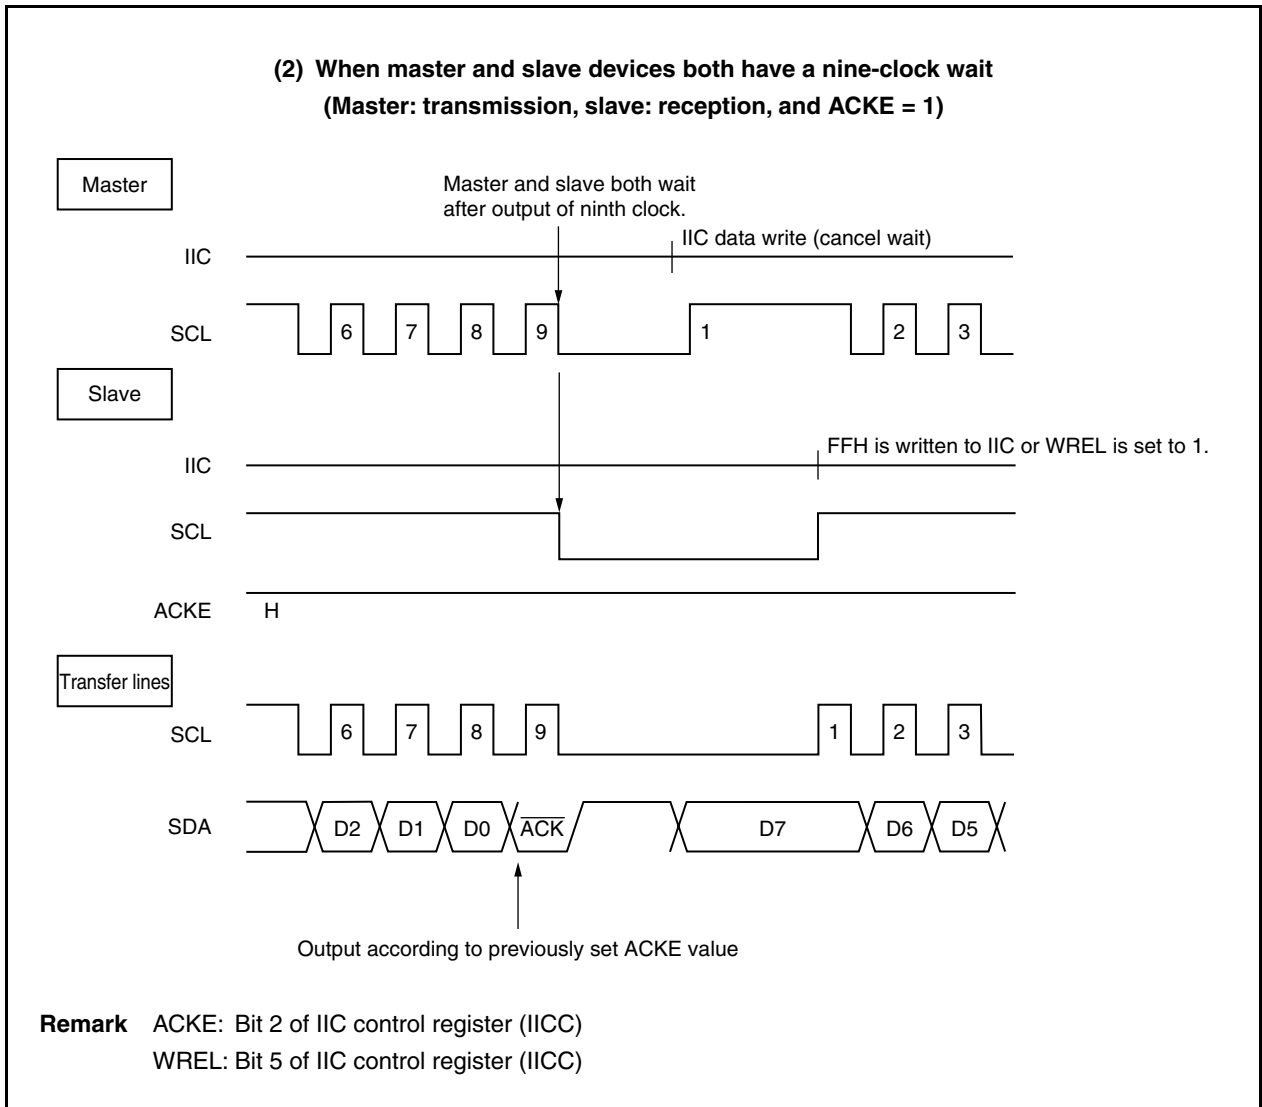 (2) When master and slave devices both have a nine-clock wait
(Master: transmission, slave: reception, and ACKE = 1)
Master
Master and slave both wait
after output of ninth clock.
IIC data write (cancel wait)
IIC
SCL 6 7 8 9 1 2 3
Slave
FFH is written to IIC or WREL is set to 1.
IIC
SCL
ACKE H
Transfer lines
SCL 6 7 8 9 1 2 3
SDA D2 D1 D0 A̅C̅K̅ D7 D6 D5
Output according to previously set ACKE value
Remark ACKE: Bit 2 of IIC control register (IICC)
WREL: Bit 5 of IIC control register (IICC)